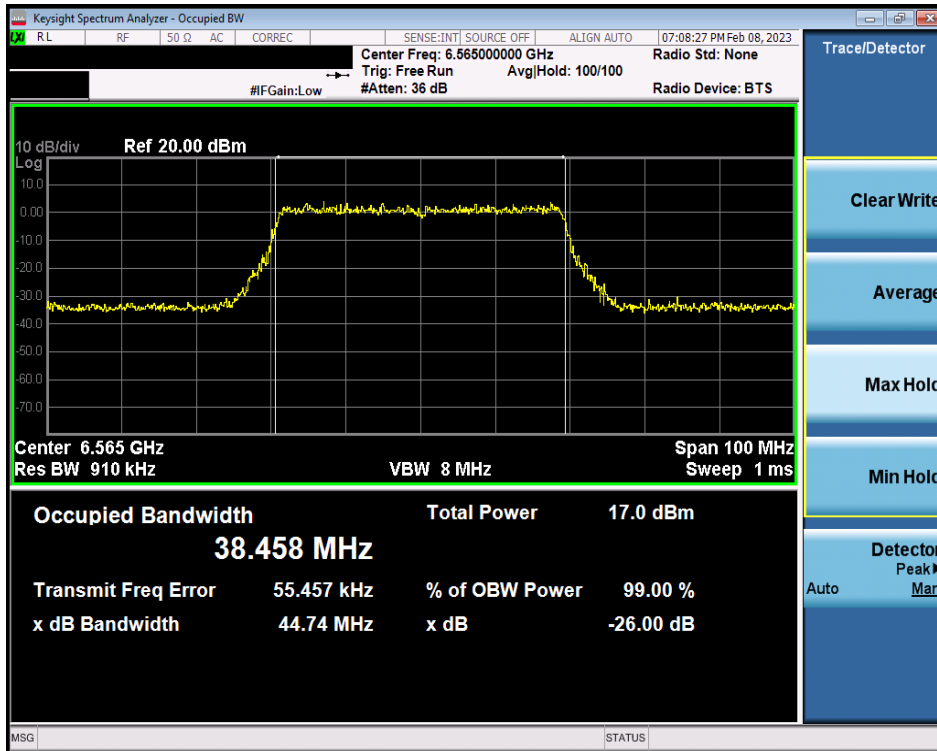 Keysight Spectrum Analyzer - Occupied BW
LXI RL RF 50 Ω AC CORREC SENSE:INT SOURCE OFF ALIGN AUTO 07:08:27 PM Feb 08, 2023
Center Freq: 6.565000000 GHz Radio Std: None
Trig: Free Run Avg|Hold: 100/100
#IFGain:Low #Atten: 36 dB Radio Device: BTS
10 dB/div Ref 20.00 dBm
Log
10.0
0.00
-10.0
-20.0
-30.0
-40.0
-50.0
-60.0
-70.0
Center 6.565 GHz Span 100 MHz
Res BW 910 kHz VBW 8 MHz Sweep 1 ms
Occupied Bandwidth Total Power 17.0 dBm
38.458 MHz
Transmit Freq Error 55.457 kHz % of OBW Power 99.00 %
x dB Bandwidth 44.74 MHz x dB -26.00 dB
MSG STATUS
Trace/Detector
Clear Write
Average
Max Hold
Min Hold
Detector
Peak
Auto Man